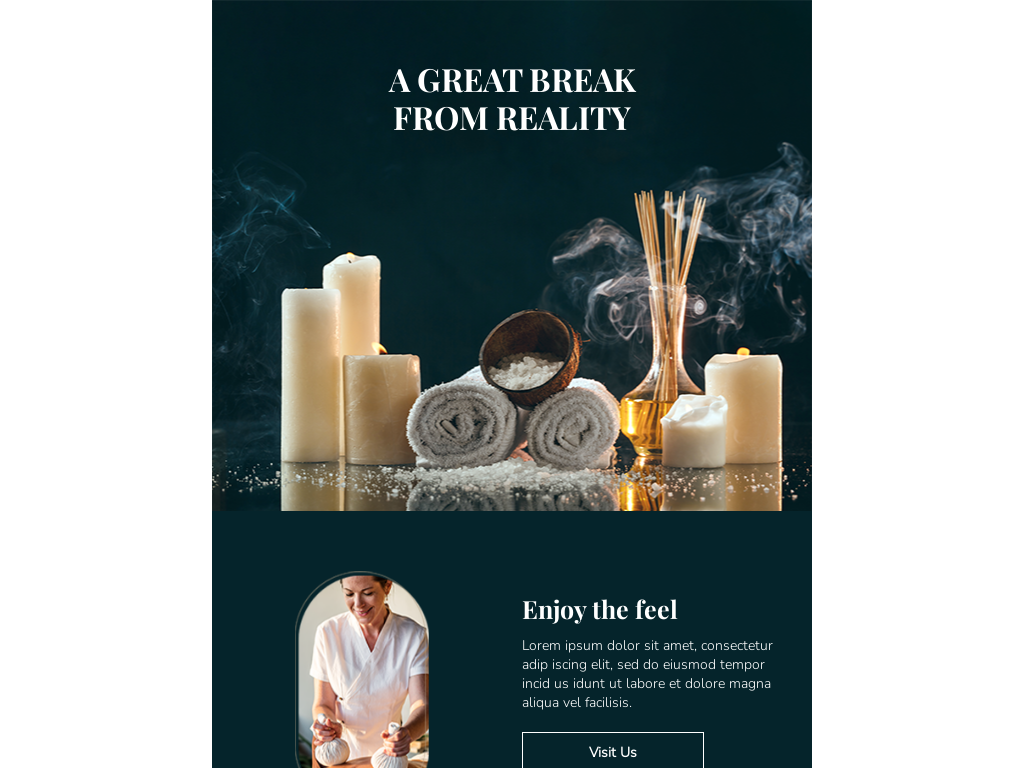 A GREAT BREAK
FROM REALITY
Enjoy the feel
Lorem ipsum dolor sit amet, consectetur
adip iscing elit, sed do eiusmod tempor
incid us idunt ut labore et dolore magna
aliqua vel facilisis.
Visit Us